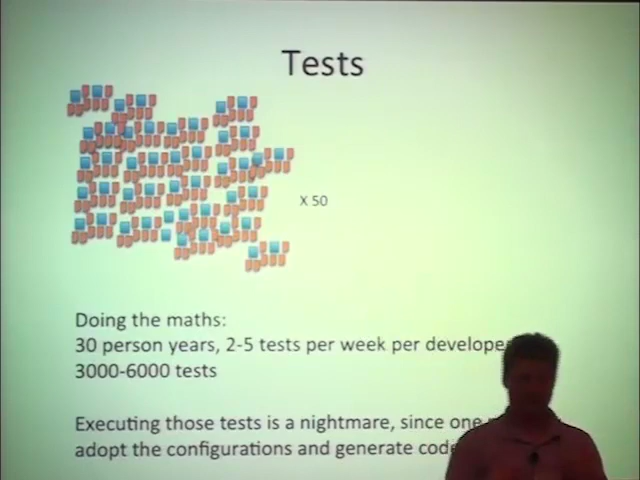 Tests
X 50
Doing the maths:
30 person years, 2-5 tests per week per develope
3000-6000 tests
Executing those tests is a nightmare, since one
adopt the configurations and generate code